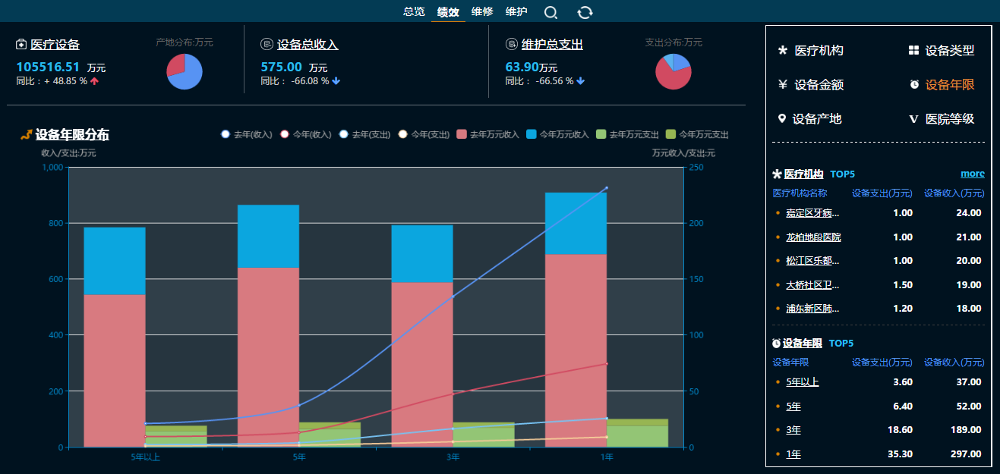 总览 绩效 维修 维护
医疗设备
产地分布:万元
105516.51 万元
同比：+ 48.85 %
设备总收入
575.00 万元
同比： -66.08 %
维护总支出
支出分布:万元
63.90万元
同比： -66.56 %
设备年限分布
去年(收入) 今年(收入) 去年(支出) 今年(支出) 去年万元收入 今年万元收入 去年万元支出 今年万元支出
收入/支出:万元
万元收入/支出:元
1,000 250
800 200
600 150
400 100
200 50
0 0
5年以上 5年 3年 1年
医疗机构 设备类型
¥ 设备金额 设备年限
设备产地 V 医院等级
医疗机构 TOP5 more
医疗机构名称 设备支出(万元) 设备收入(万元)
嘉定区牙病... 1.00 24.00
龙柏地段医院 1.00 21.00
松江区乐都... 1.00 20.00
大桥社区卫... 1.50 19.00
浦东新区肺... 1.20 18.00
设备年限 TOP5
设备年限 设备支出(万元) 设备收入(万元)
5年以上 3.60 37.00
5年 6.40 52.00
3年 18.60 189.00
1年 35.30 297.00